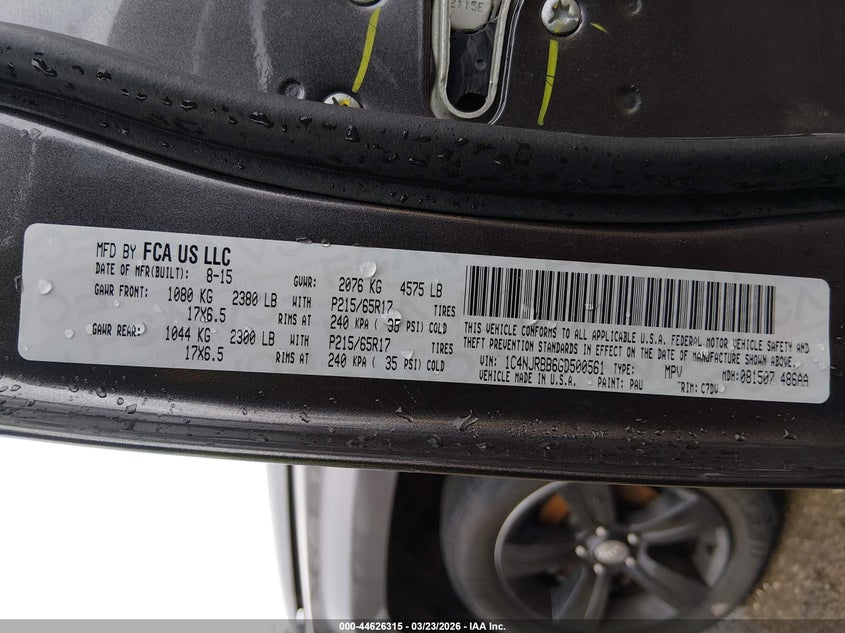 2115E
MFD BY FCA US LLC
DATE OF MFR(BUILT): 8-15 GVWR: 2076 KG 4575 LB
GAWR FRONT: 1080 KG 2380 LB WITH P215/65R17 TIRES
17X6.5 RIMS AT 240 KPA ( 35 PSI) COLD
GAWR REAR: 1044 KG 2300 LB WITH P215/65R17 TIRES
17X6.5 RIMS AT 240 KPA ( 35 PSI) COLD
THIS VEHICLE CONFORMS TO ALL APPLICABLE U.S.A. FEDERAL MOTOR VEHICLE SAFETY AND
THEFT PREVENTION STANDARDS IN EFFECT ON THE DATE OF MANUFACTURE SHOWN ABOVE.
VIN: 1C4NJRBB6GD500561 TYPE: MPV MDH: 081507 486AA
VEHICLE MADE IN U.S.A. PAINT: PAU TRIM: C7DV
000-44626315 - 03/23/2026 - IAA Inc.